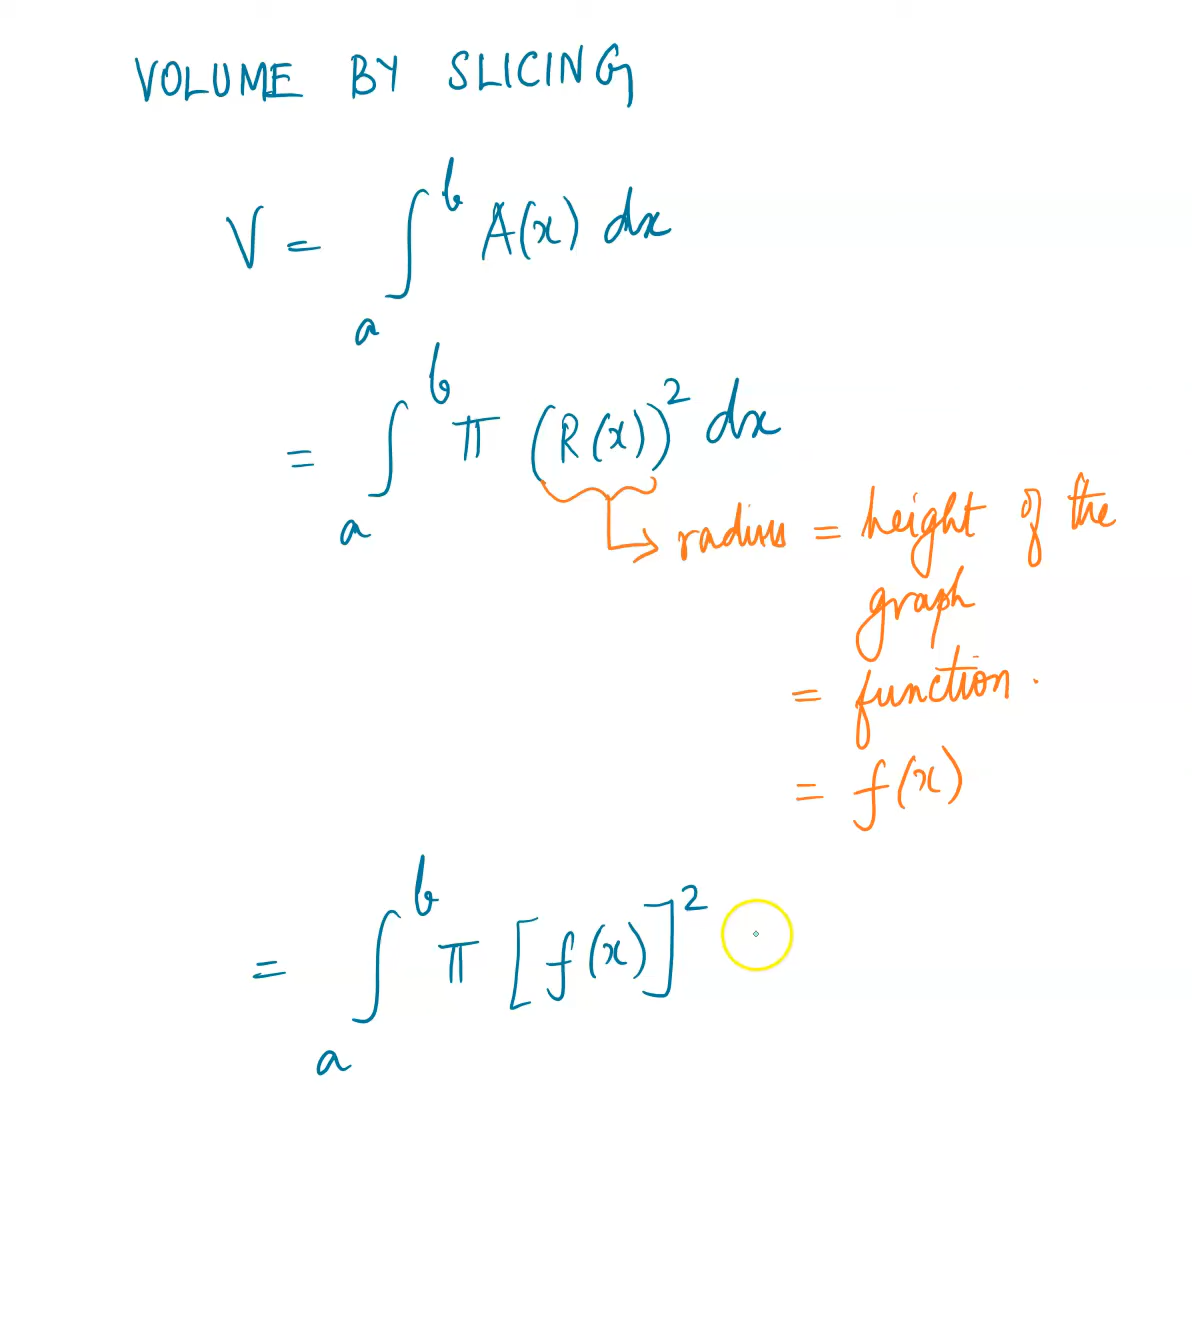 VOLUME BY SLICING
V = ∫_a^b A(x) dx
= ∫_a^b π (R(x))² dx
radius = height of the
graph
= function.
= f(x)
= ∫_a^b π [f(x)]²